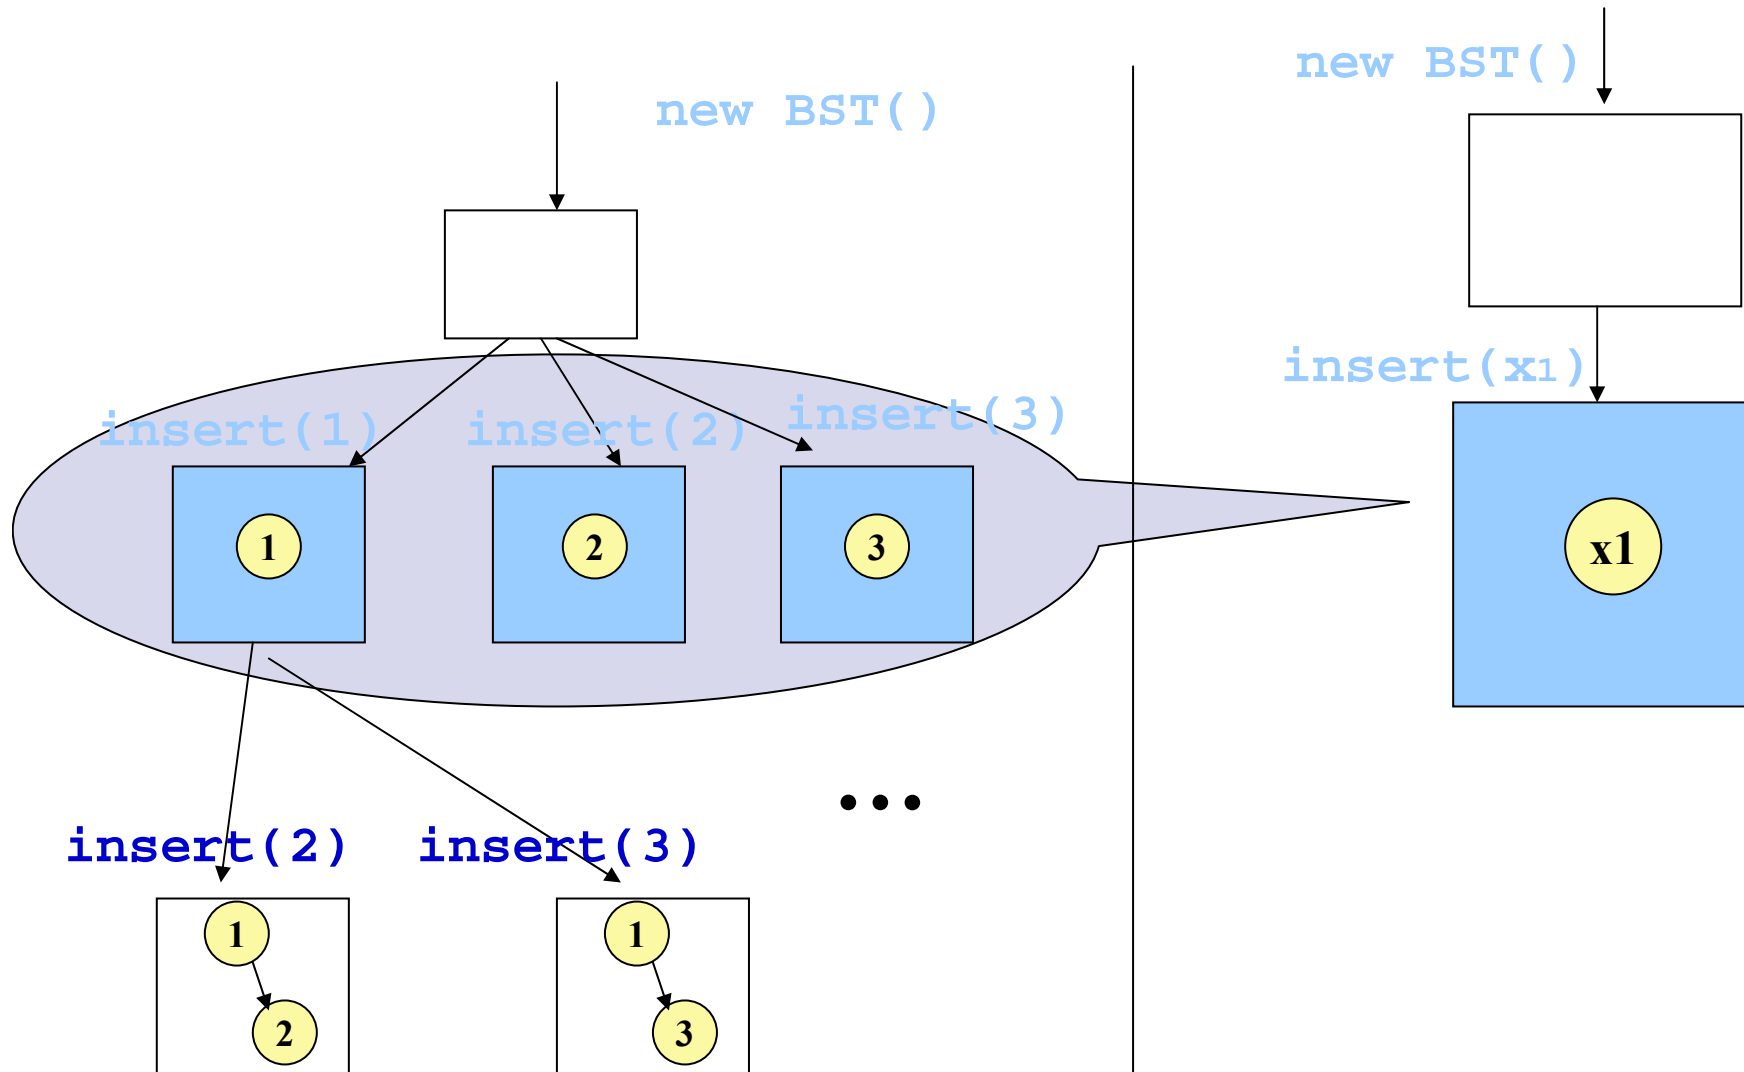 new BST()
new BST()
insert(x1)
insert(1)
insert(2)
insert(3)
1
2
3
x1
...
insert(2)
insert(3)
1
1
2
3